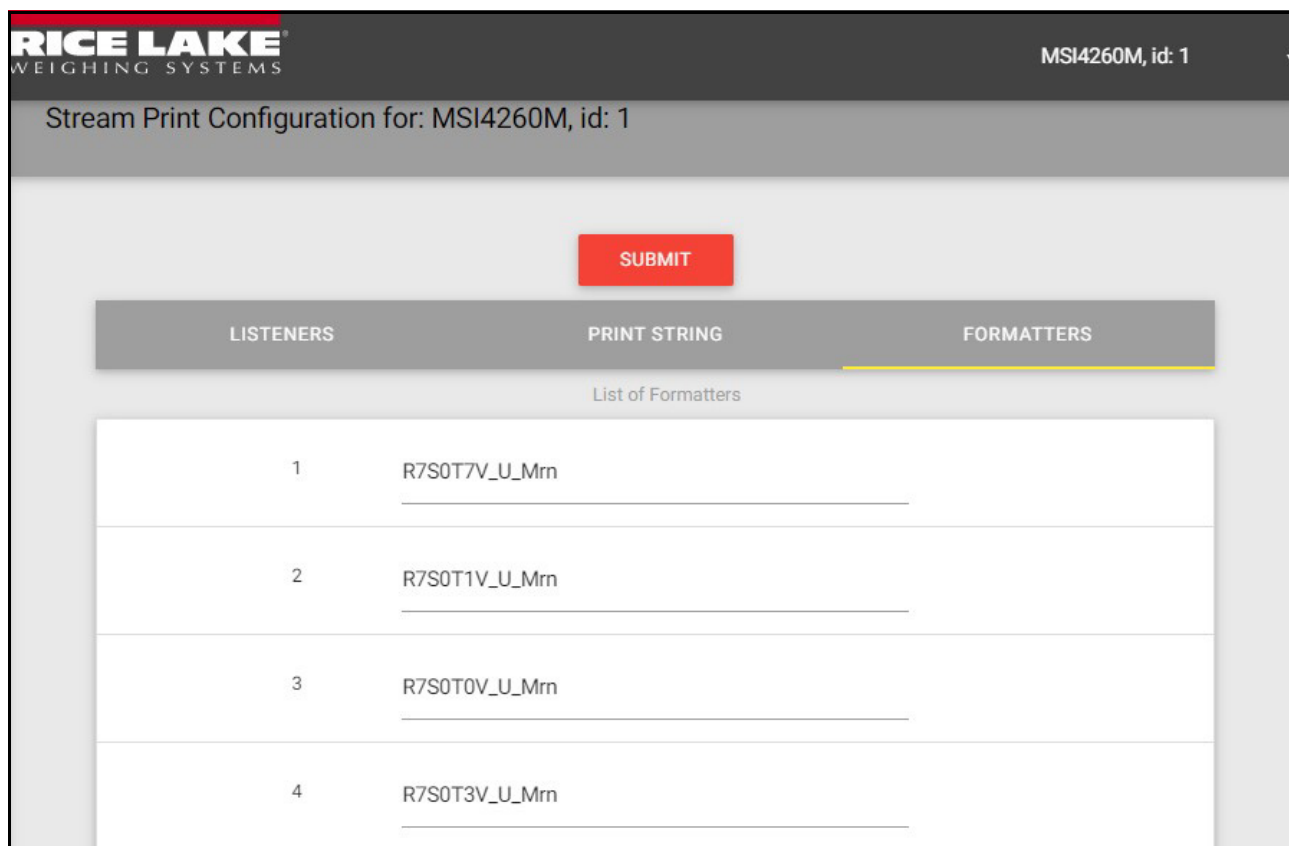 RICE LAKE®
WEIGHING SYSTEMS
MSI4260M, id: 1
Stream Print Configuration for: MSI4260M, id: 1
SUBMIT
LISTENERS PRINT STRING FORMATTERS
List of Formatters
1 R7S0T7V_U_Mrn
2 R7S0T1V_U_Mrn
3 R7S0T0V_U_Mrn
4 R7S0T3V_U_Mrn